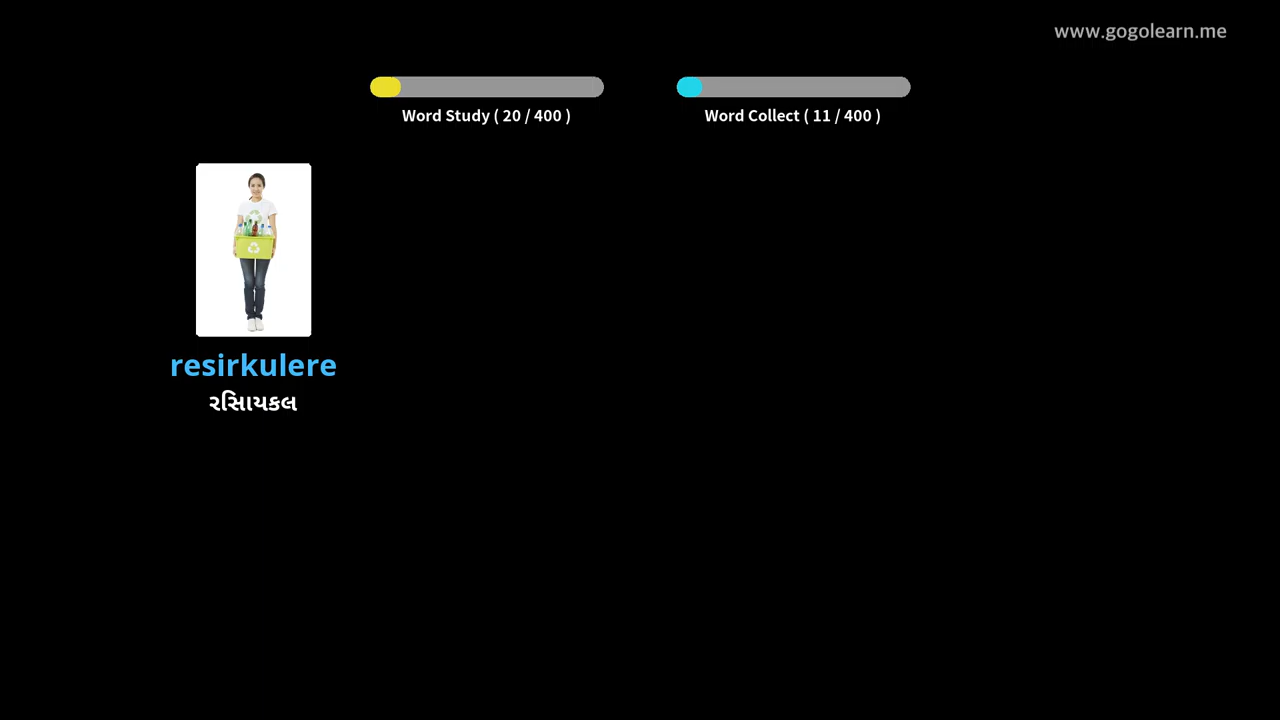 www.gogolearn.me
Word Study ( 20 / 400 )
Word Collect ( 11 / 400 )
resirkulere
રિસાયકલ